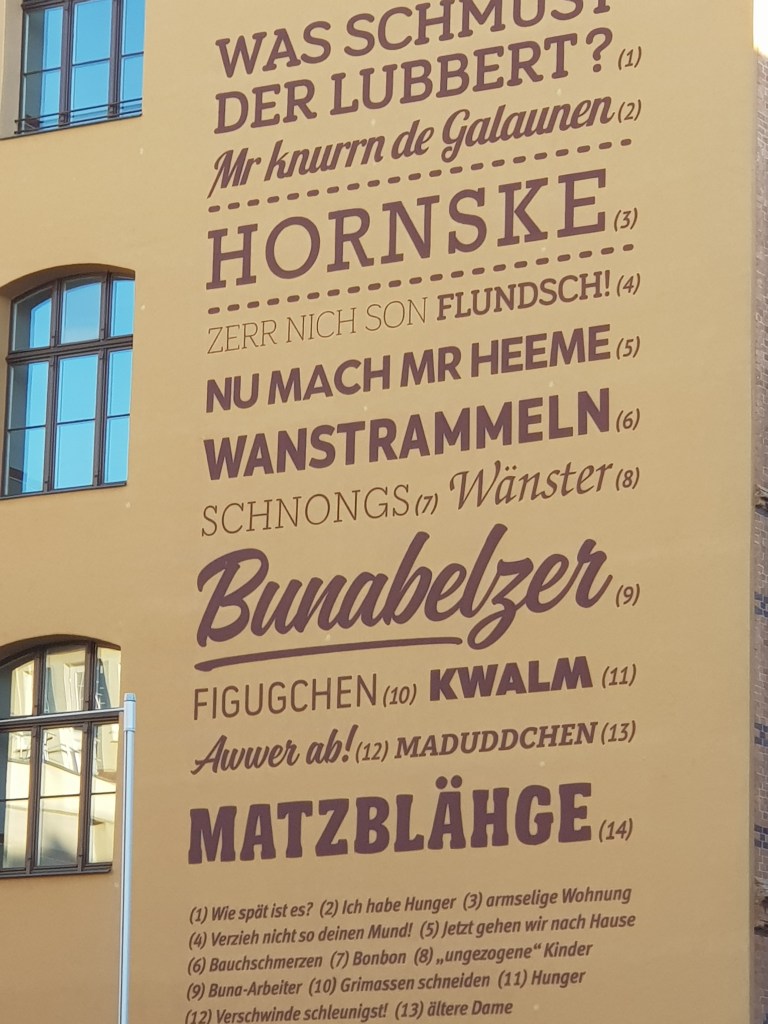 WAS SCHMUST
DER LUBBERT? (1)
Mr knurrn de Galaunen (2)
HORNSKE (3)
ZERR NICH SON FLUNDSCH! (4)
NU MACH MR HEEME (5)
WANSTRAMMELN (6)
SCHNONGS (7) Wänster (8)
Bunabelzer (9)
FIGUGCHEN (10) KWALM (11)
Awwer ab! (12) MADUDDCHEN (13)
MATZBLÄHGE (14)
(1) Wie spät ist es? (2) Ich habe Hunger (3) armselige Wohnung
(4) Verzieh nicht so deinen Mund! (5) Jetzt gehen wir nach Hause
(6) Bauchschmerzen (7) Bonbon (8) „ungezogene“ Kinder
(9) Buna-Arbeiter (10) Grimassen schneiden (11) Hunger
(12) Verschwinde schleunigst! (13) ältere Dame